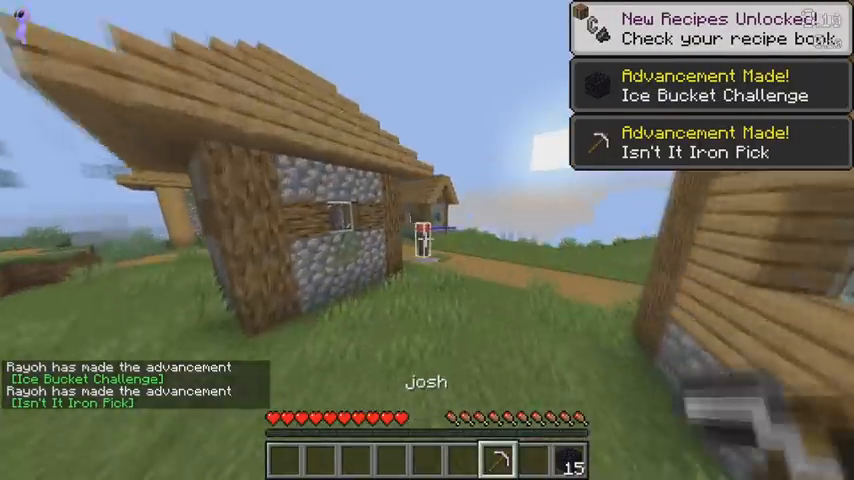 New Recipes Unlocked!
Check your recipe book
Advancement Made!
Ice Bucket Challenge
Advancement Made!
Isn't It Iron Pick
Rayoh has made the advancement
[Ice Bucket Challenge]
Rayoh has made the advancement
[Isn't It Iron Pick]
josh
15